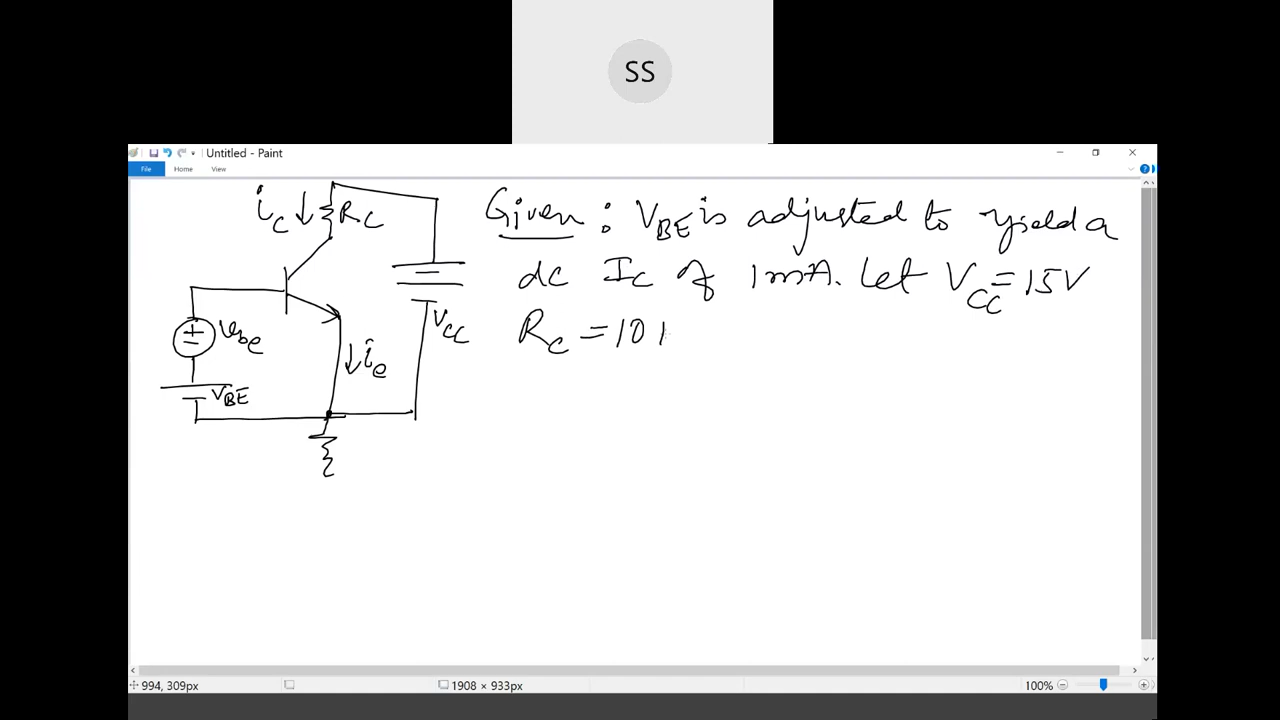 SS
Untitled - Paint
File Home View
Given : VBE is adjusted to yield a
dc Ic of 1mA. Let VCC = 15V
Rc = 10
ic Rc
VCC
vbe
ie
VBE
994, 309px 1908 × 933px 100%